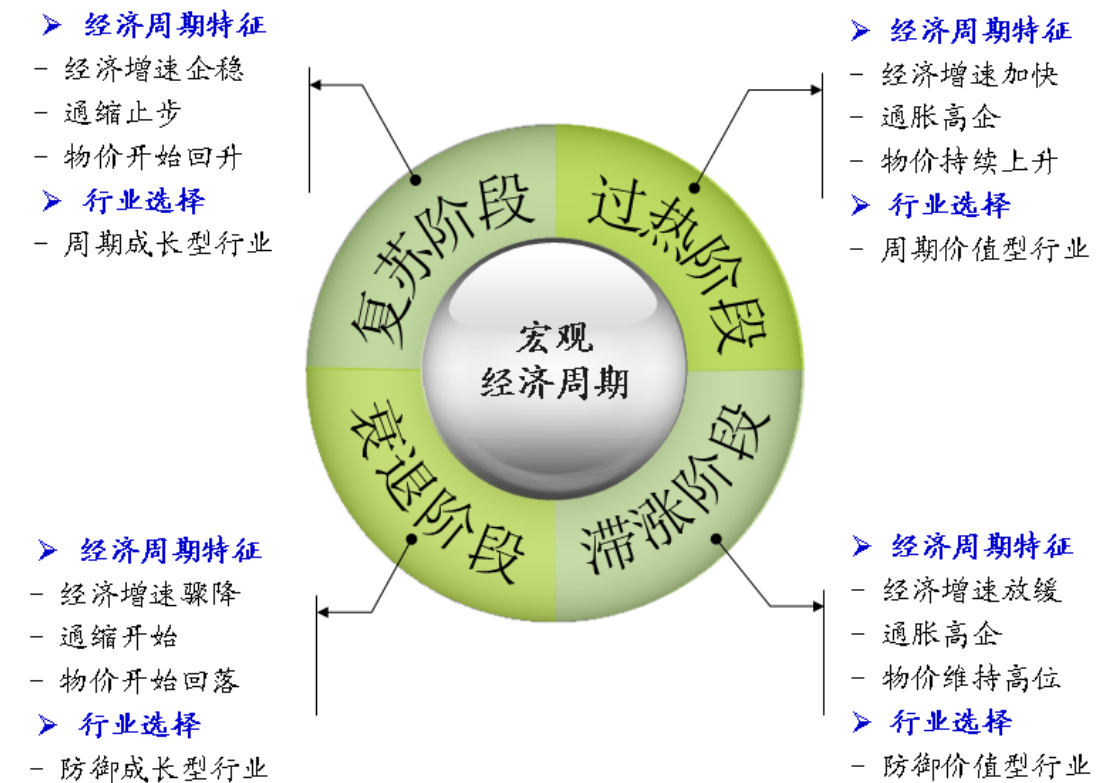 ➢ 经济周期特征
- 经济增速企稳
- 通缩止步
- 物价开始回升
➢ 行业选择
- 周期成长型行业
➢ 经济周期特征
- 经济增速加快
- 通胀高企
- 物价持续上升
➢ 行业选择
- 周期价值型行业
复苏阶段
过热阶段
宏观
经济周期
衰退阶段
滞涨阶段
➢ 经济周期特征
- 经济增速骤降
- 通缩开始
- 物价开始回落
➢ 行业选择
- 防御成长型行业
➢ 经济周期特征
- 经济增速放缓
- 通胀高企
- 物价维持高位
➢ 行业选择
- 防御价值型行业